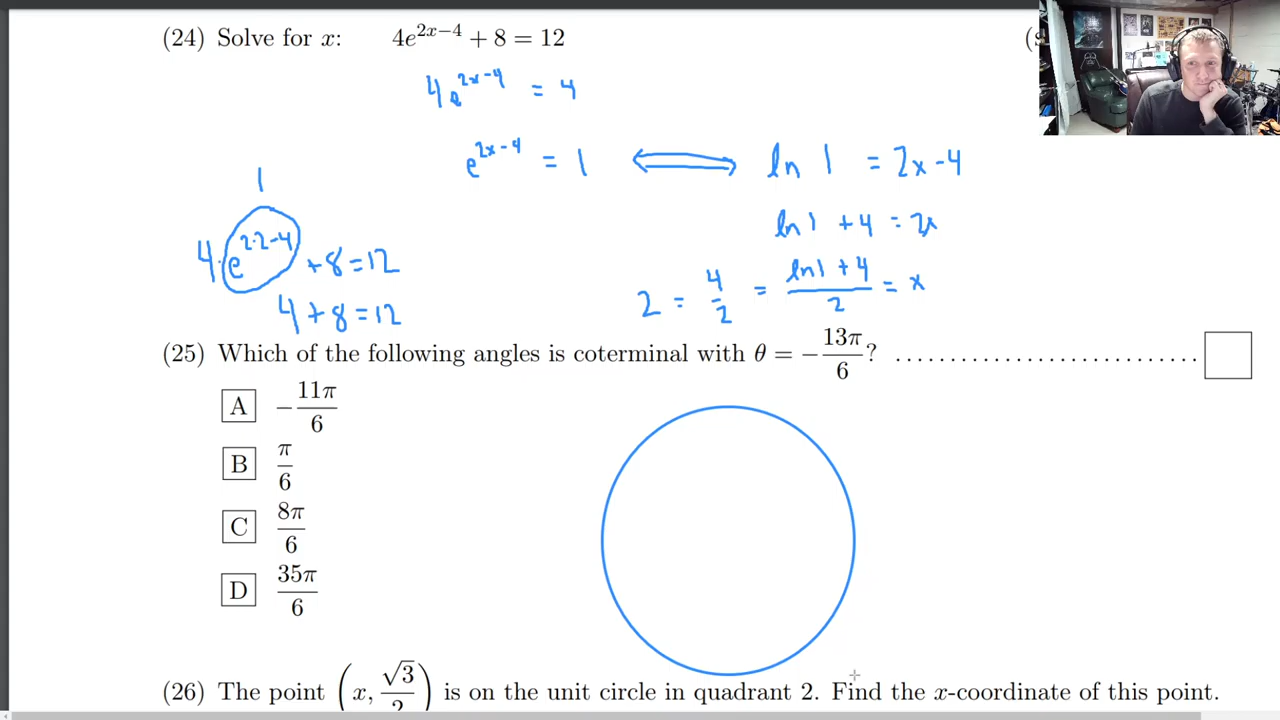 (24) Solve for x: 4e^{2x−4} + 8 = 12
4e^{2x-4} = 4
e^{2x-4} = 1 ⟺ ln 1 = 2x-4
1
ln 1 + 4 = 2x
4·e^{2·2-4} + 8 = 12
2 = 4/2 = (ln 1 + 4)/2 = x
4 + 8 = 12
(25) Which of the following angles is coterminal with θ = −13π/6? ..............................
A −11π/6
B π/6
C 8π/6
D 35π/6
(26) The point (x, √3/2) is on the unit circle in quadrant 2. Find the x-coordinate of this point.